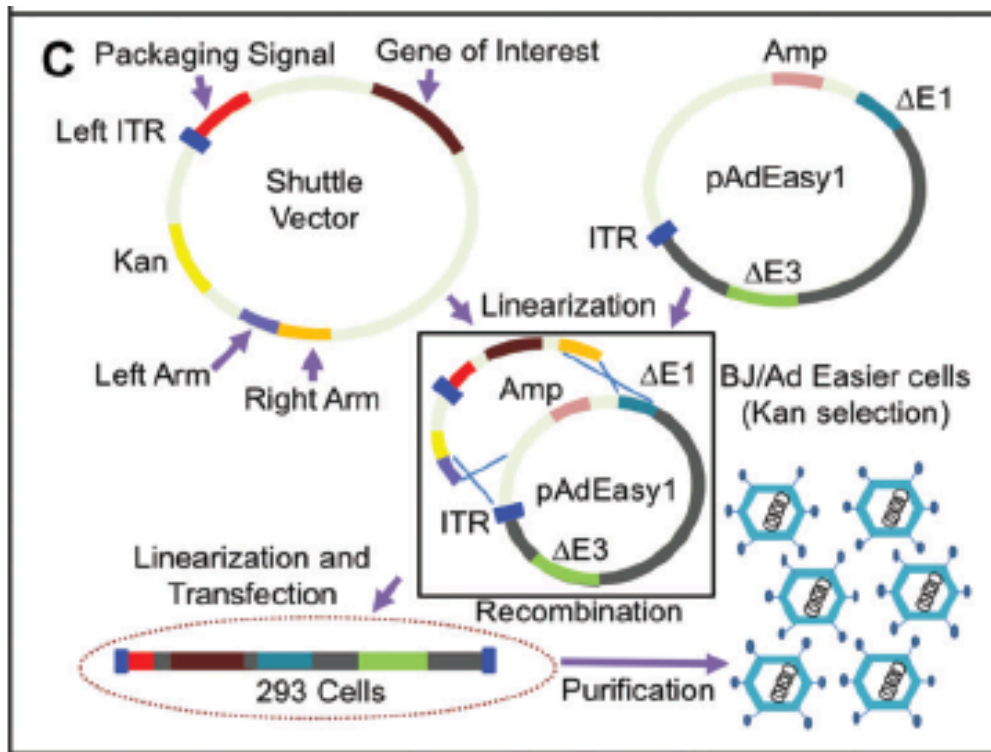 C
Packaging Signal
Gene of Interest
Left ITR
Shuttle
Vector
Kan
Left Arm
Right Arm
Amp
ΔE1
pAdEasy1
ITR
ΔE3
Linearization
Amp
ΔE1
pAdEasy1
ITR
ΔE3
Recombination
BJ/Ad Easier cells
(Kan selection)
Linearization and
Transfection
293 Cells
Purification